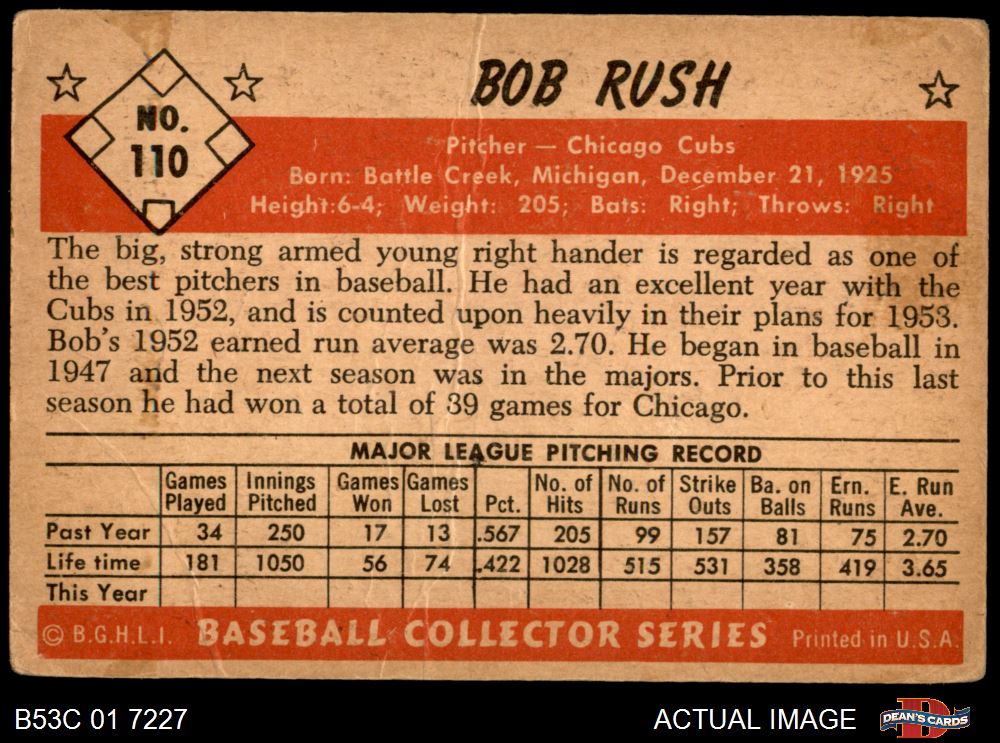 NO.
110
BOB RUSH
Pitcher — Chicago Cubs
Born: Battle Creek, Michigan, December 21, 1925
Height:6-4; Weight: 205; Bats: Right; Throws: Right
The big, strong armed young right hander is regarded as one of
the best pitchers in baseball. He had an excellent year with the
Cubs in 1952, and is counted upon heavily in their plans for 1953.
Bob's 1952 earned run average was 2.70. He began in baseball in
1947 and the next season was in the majors. Prior to this last
season he had won a total of 39 games for Chicago.
MAJOR LEAGUE PITCHING RECORD
Games Played Innings Pitched Games Won Games Lost Pct. No. of Hits No. of Runs Strike Outs Ba. on Balls Ern. Runs E. Run Ave.
Past Year 34 250 17 13 .567 205 99 157 81 75 2.70
Life time 181 1050 56 74 .422 1028 515 531 358 419 3.65
This Year
© B.G.H.L.I. BASEBALL COLLECTOR SERIES Printed in U.S.A.
B53C 01 7227 ACTUAL IMAGE DEAN'S CARDS